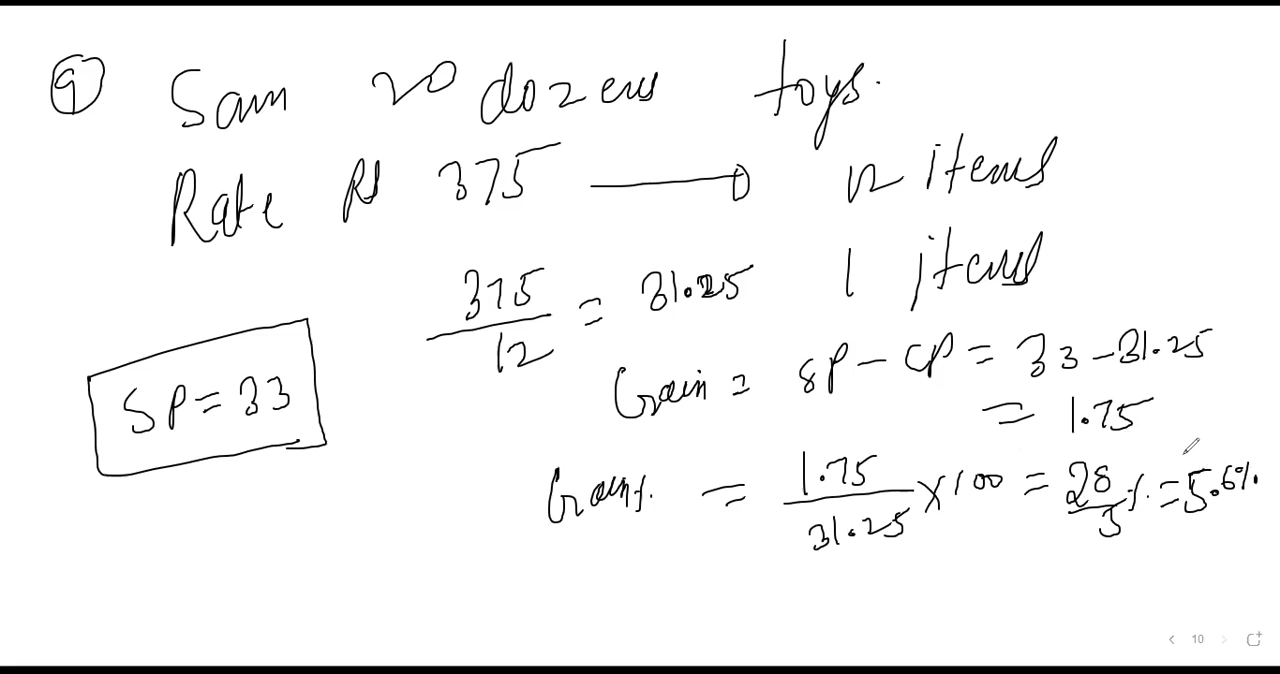 9 Sam 20 dozens toys.
Rate Rs 375 → 12 items
375/12 = 31.25 1 items
SP = 33
Gain = SP - CP = 33 - 31.25
= 1.75
Gain% = 1.75/31.25 × 100 = 28/5 % = 5.6%
< 10 >